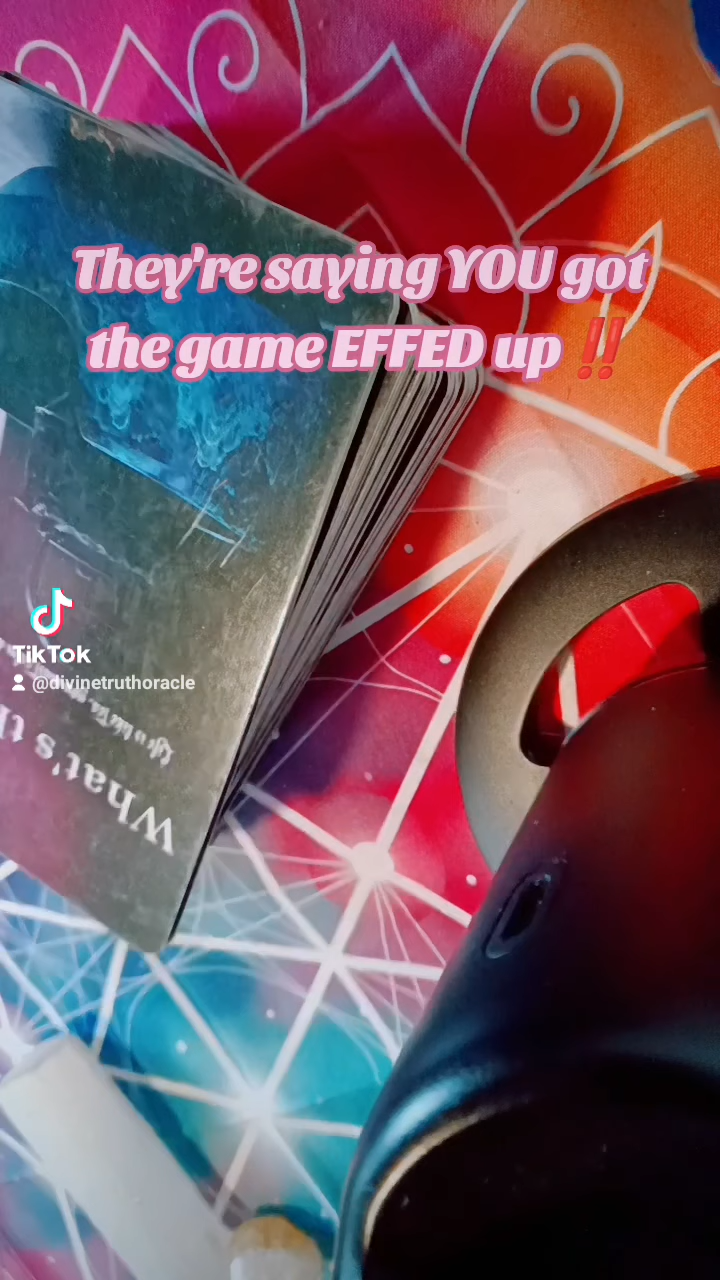 They're saying YOU got
the game EFFED up ‼️
TikTok
@divinetruthoracle
What's